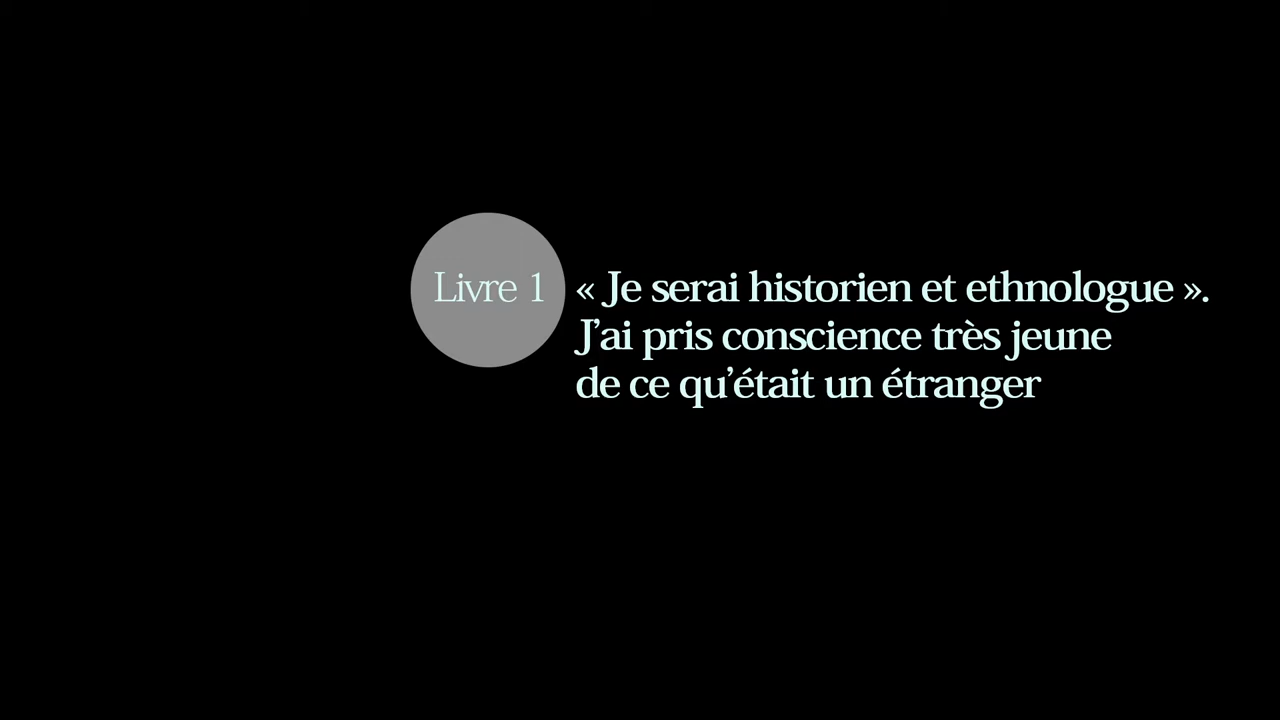 Livre 1 « Je serai historien et ethnologue ».
J’ai pris conscience très jeune
de ce qu’était un étranger